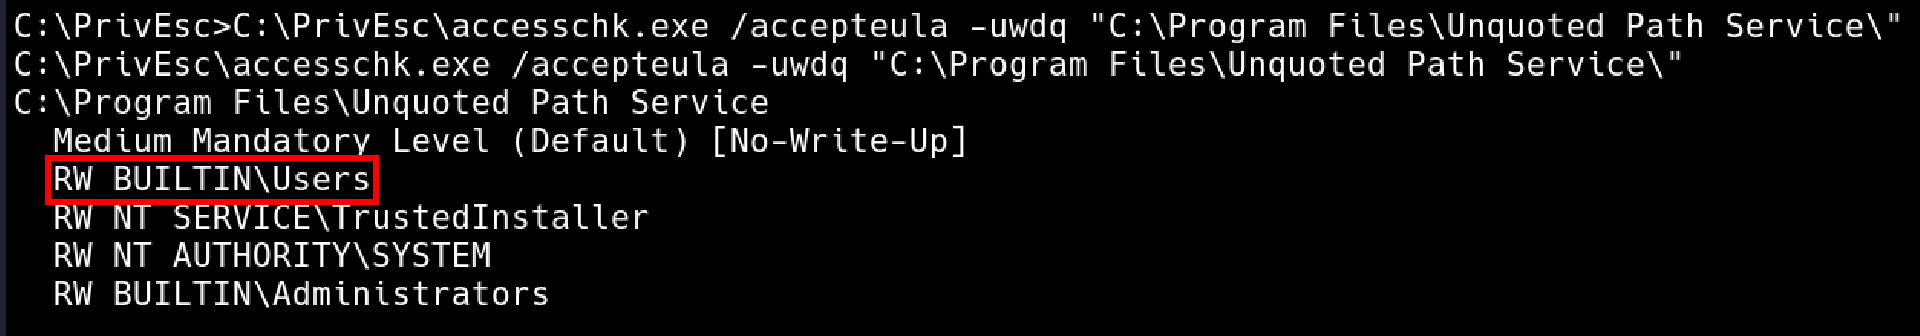 C:\PrivEsc>C:\PrivEsc\accesschk.exe /accepteula -uwdq "C:\Program Files\Unquoted Path Service\"
C:\PrivEsc\accesschk.exe /accepteula -uwdq "C:\Program Files\Unquoted Path Service\"
C:\Program Files\Unquoted Path Service
  Medium Mandatory Level (Default) [No-Write-Up]
  RW BUILTIN\Users
  RW NT SERVICE\TrustedInstaller
  RW NT AUTHORITY\SYSTEM
  RW BUILTIN\Administrators